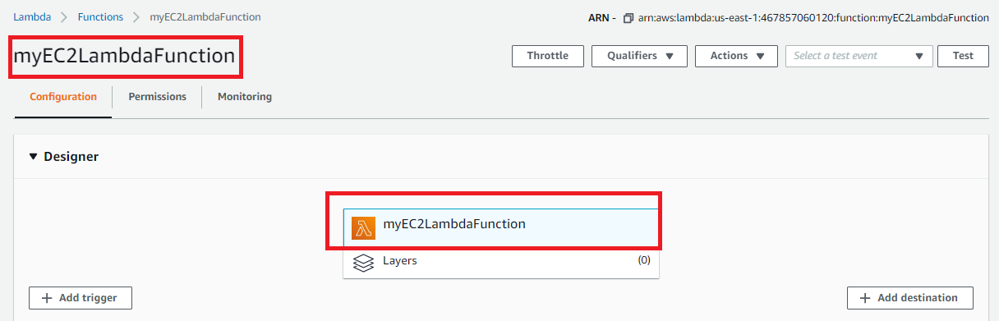 Lambda > Functions > myEC2LambdaFunction
ARN - arn:aws:lambda:us-east-1:467857060120:function:myEC2LambdaFunction
myEC2LambdaFunction
Throttle Qualifiers Actions Select a test event Test
Configuration Permissions Monitoring
Designer
myEC2LambdaFunction
Layers (0)
+ Add trigger + Add destination